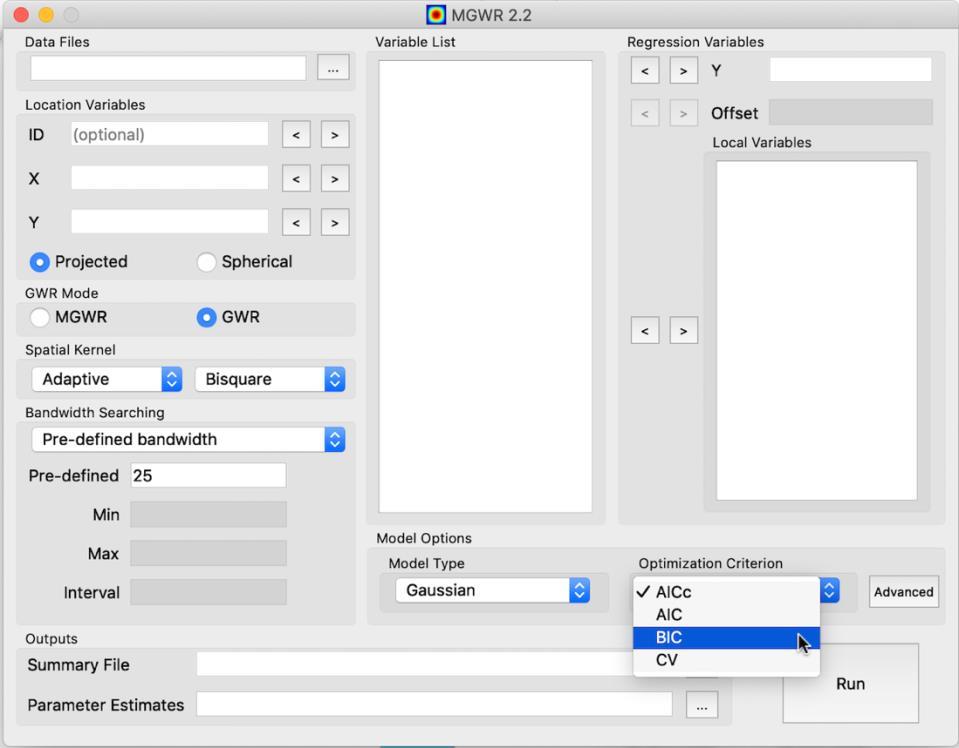 MGWR 2.2
Data Files
...
Location Variables
ID (optional) < >
X < >
Y < >
Projected Spherical
GWR Mode
MGWR GWR
Spatial Kernel
Adaptive Bisquare
Bandwidth Searching
Pre-defined bandwidth
Pre-defined 25
Min
Max
Interval
Variable List
Regression Variables
< > Y
< > Offset
Local Variables
< >
Model Options
Model Type
Gaussian
Optimization Criterion
✓ AICc
AIC
BIC
CV
Advanced
Outputs
Summary File
Parameter Estimates ...
Run